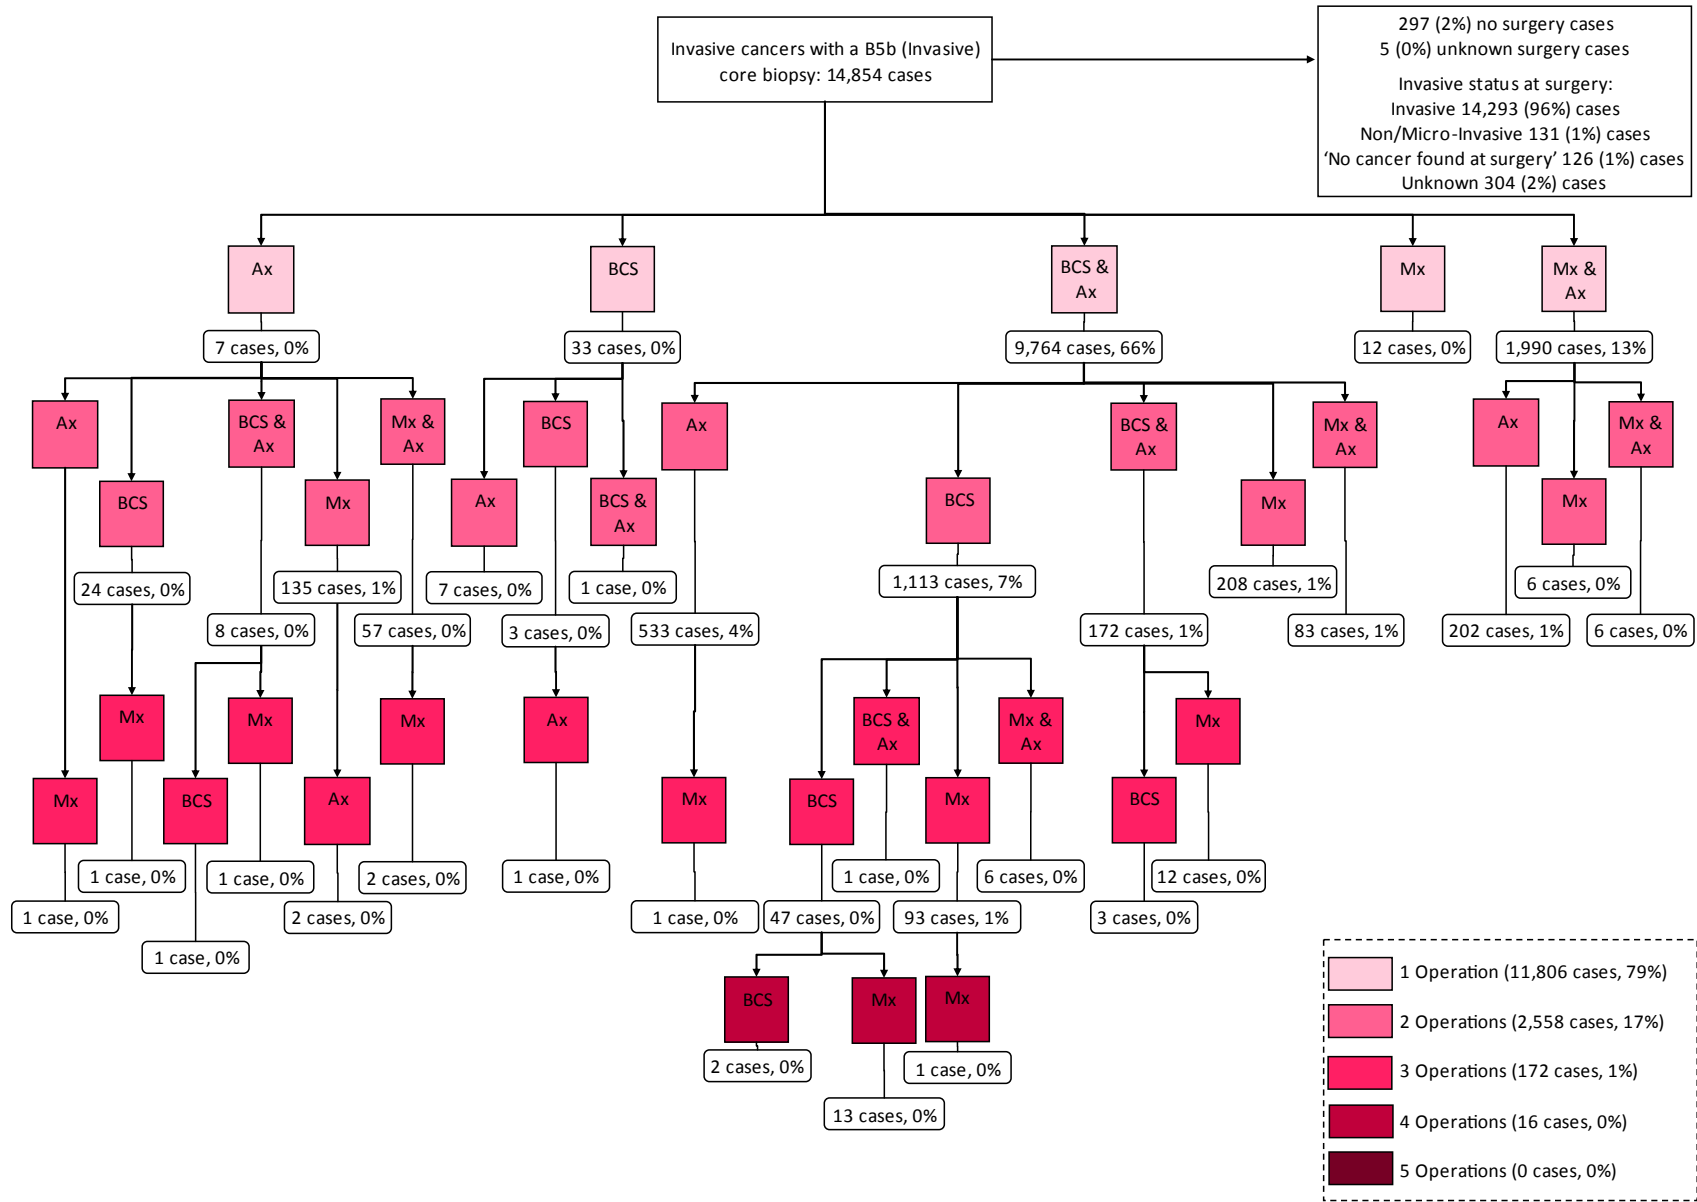 Invasive cancers with a B5b (Invasive)
core biopsy: 14,854 cases
297 (2%) no surgery cases
5 (0%) unknown surgery cases
Invasive status at surgery:
Invasive 14,293 (96%) cases
Non/Micro-Invasive 131 (1%) cases
‘No cancer found at surgery’ 126 (1%) cases
Unknown 304 (2%) cases
Ax
BCS
BCS &
Ax
Mx
Mx &
Ax
7 cases, 0%
33 cases, 0%
9,764 cases, 66%
12 cases, 0%
1,990 cases, 13%
Ax
BCS &
Ax
Mx &
Ax
BCS
Ax
BCS &
Ax
Mx &
Ax
Ax
Mx &
Ax
BCS
Mx
Ax
BCS &
Ax
BCS
Mx
Mx
24 cases, 0%
135 cases, 1%
7 cases, 0%
1 case, 0%
1,113 cases, 7%
208 cases, 1%
6 cases, 0%
8 cases, 0%
57 cases, 0%
3 cases, 0%
533 cases, 4%
172 cases, 1%
83 cases, 1%
202 cases, 1%
6 cases, 0%
Mx
Mx
Mx
Ax
BCS &
Ax
Mx &
Ax
Mx
Mx
BCS
Ax
Mx
BCS
Mx
BCS
1 case, 0%
1 case, 0%
2 cases, 0%
1 case, 0%
1 case, 0%
6 cases, 0%
12 cases, 0%
1 case, 0%
2 cases, 0%
1 case, 0%
47 cases, 0%
93 cases, 1%
3 cases, 0%
1 case, 0%
BCS
Mx
Mx
2 cases, 0%
1 case, 0%
13 cases, 0%
1 Operation (11,806 cases, 79%)
2 Operations (2,558 cases, 17%)
3 Operations (172 cases, 1%)
4 Operations (16 cases, 0%)
5 Operations (0 cases, 0%)